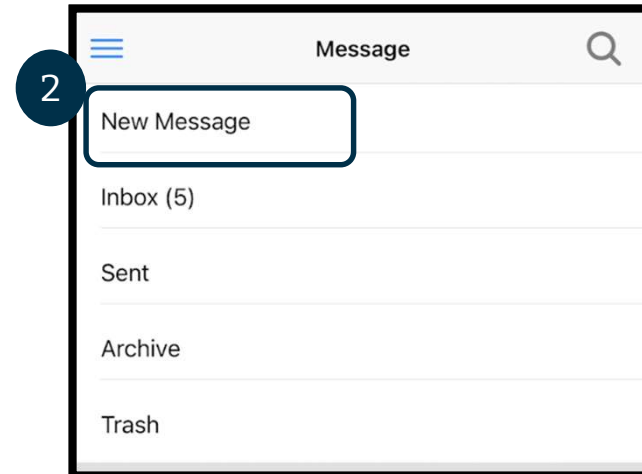 Message
2
New Message
Inbox (5)
Sent
Archive
Trash